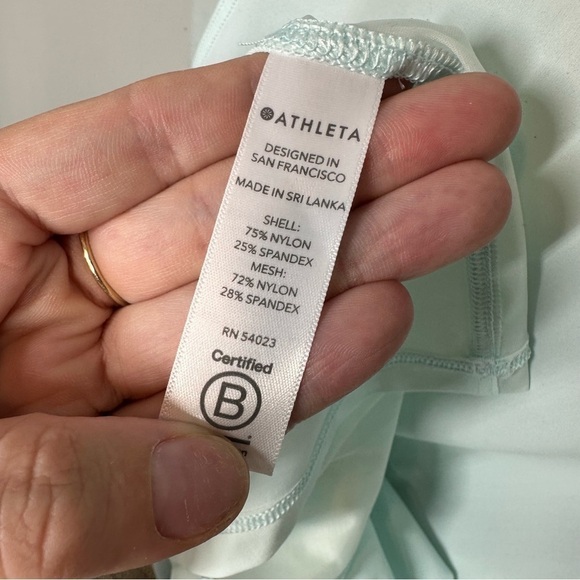 ATHLETA
DESIGNED IN
SAN FRANCISCO
MADE IN SRI LANKA
SHELL:
75% NYLON
25% SPANDEX
MESH:
72% NYLON
28% SPANDEX
RN 54023
Certified
B